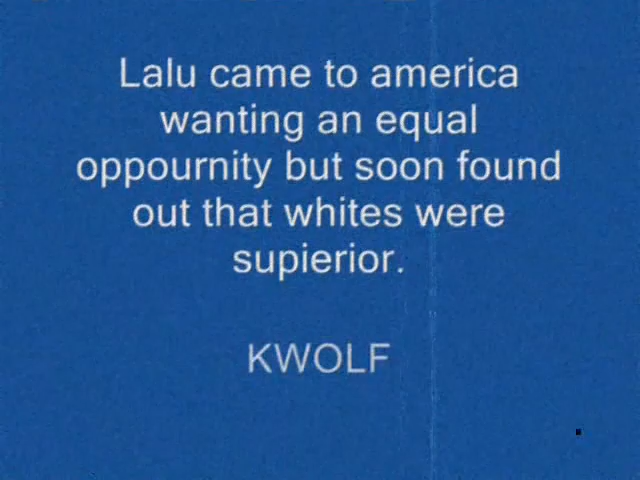 Lalu came to america
wanting an equal
oppournity but soon found
out that whites were
supierior.
KWOLF